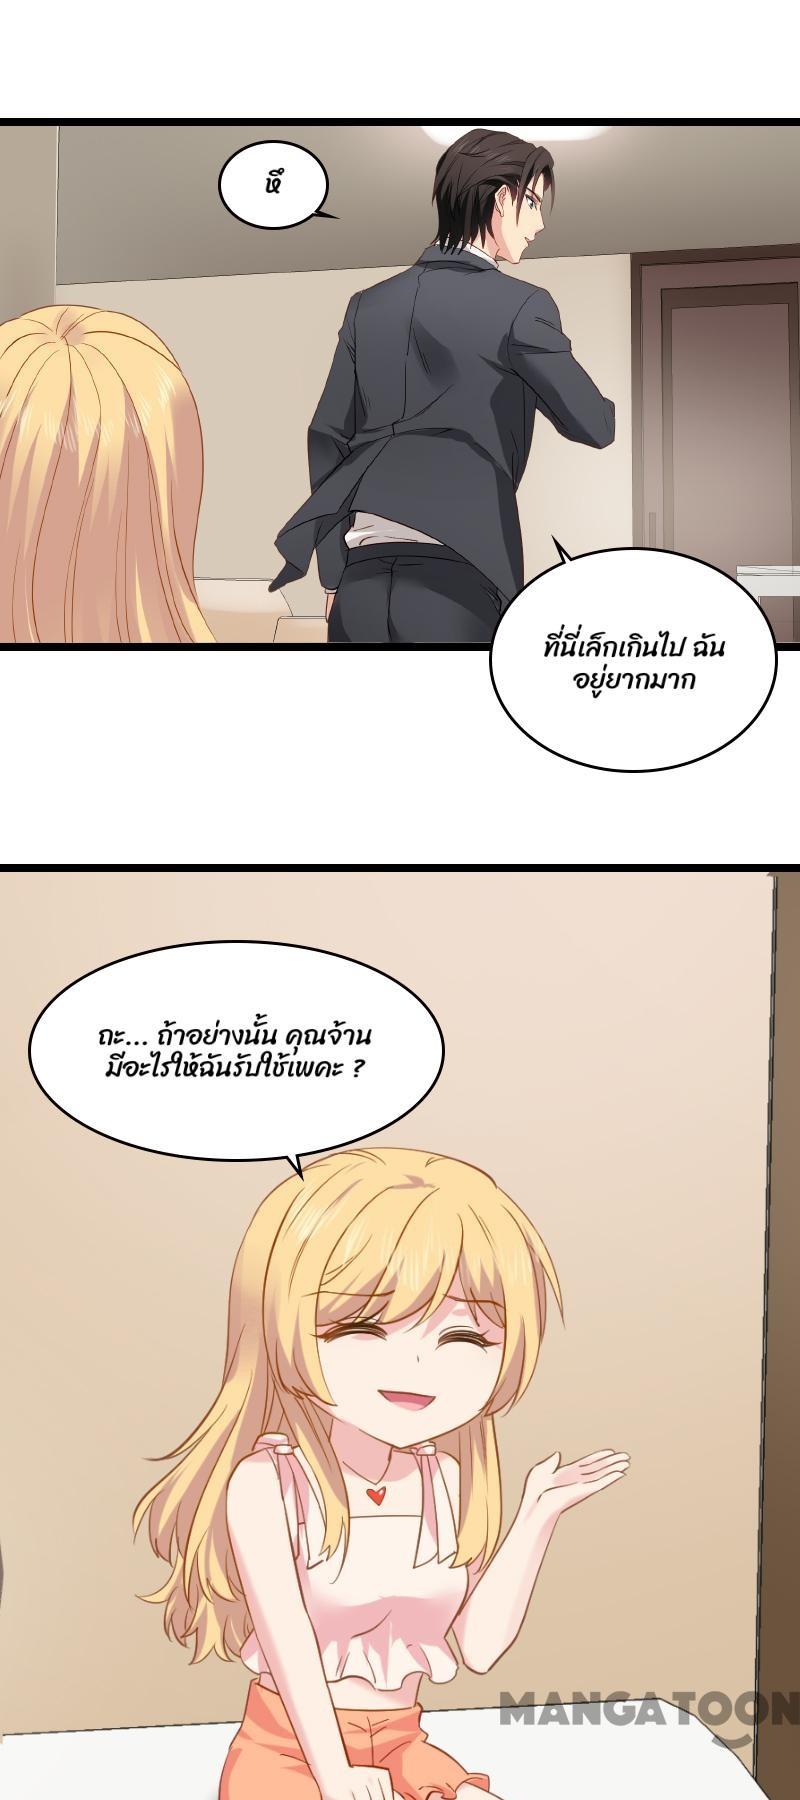 หึ
ที่นี่เล็กเกินไป ฉัน
อยู่ยากมาก
ถะ... ถ้าอย่างนั้น คุณจ้าน
มีอะไรให้ฉันรับใช้เพคะ ?
MANGATOON